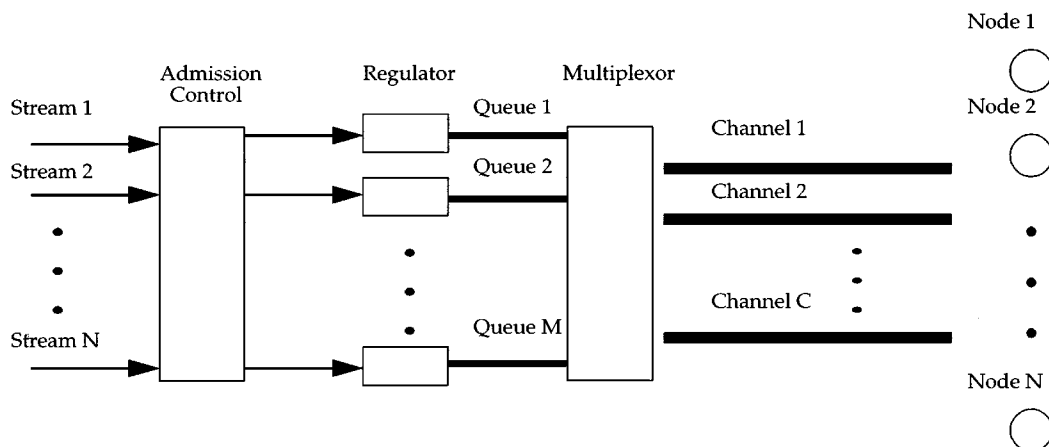 Node 1
Admission
Control
Regulator
Multiplexor
Stream 1
Queue 1
Node 2
Channel 1
Stream 2
Queue 2
Channel 2
Channel C
Stream N
Queue M
Node N